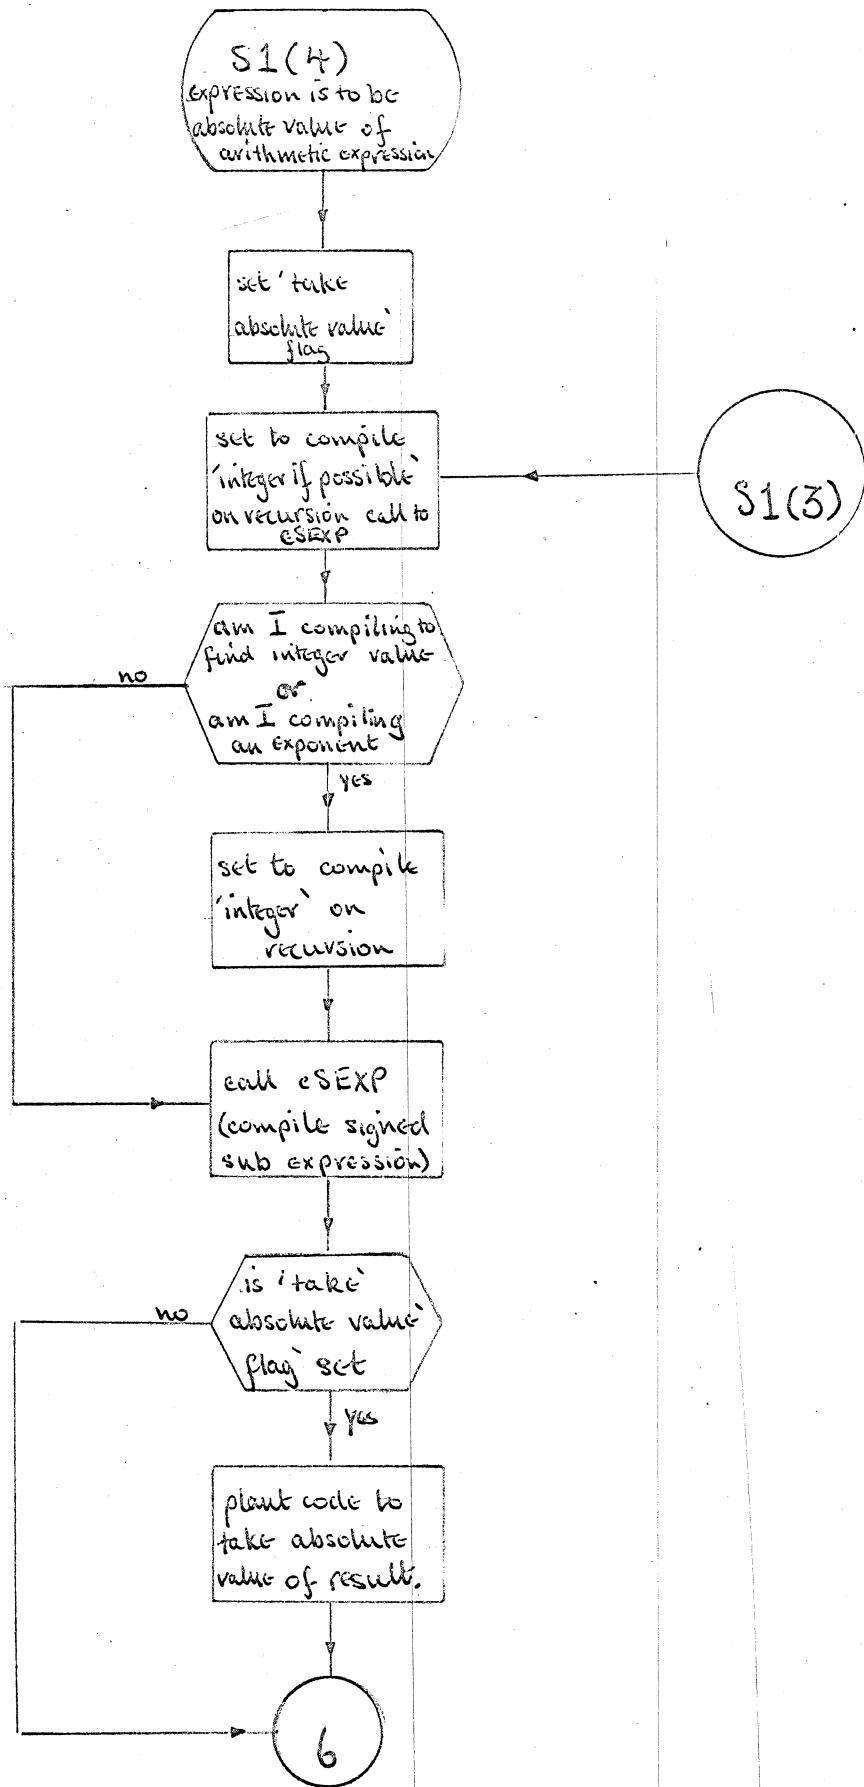 S1(4)
expression is to be
absolute value of
arithmetic expression
set 'take
absolute value'
flag
set to compile
'integer if possible'
on recursion call to
cSEXP
S1(3)
am I compiling to
find integer value
or
am I compiling
an exponent
no
yes
set to compile
'integer' on
recursion
call cSEXP
(compile signed
sub expression)
is 'take'
absolute value'
flag' set
no
yes
plant code to
take absolute
value of result.
6